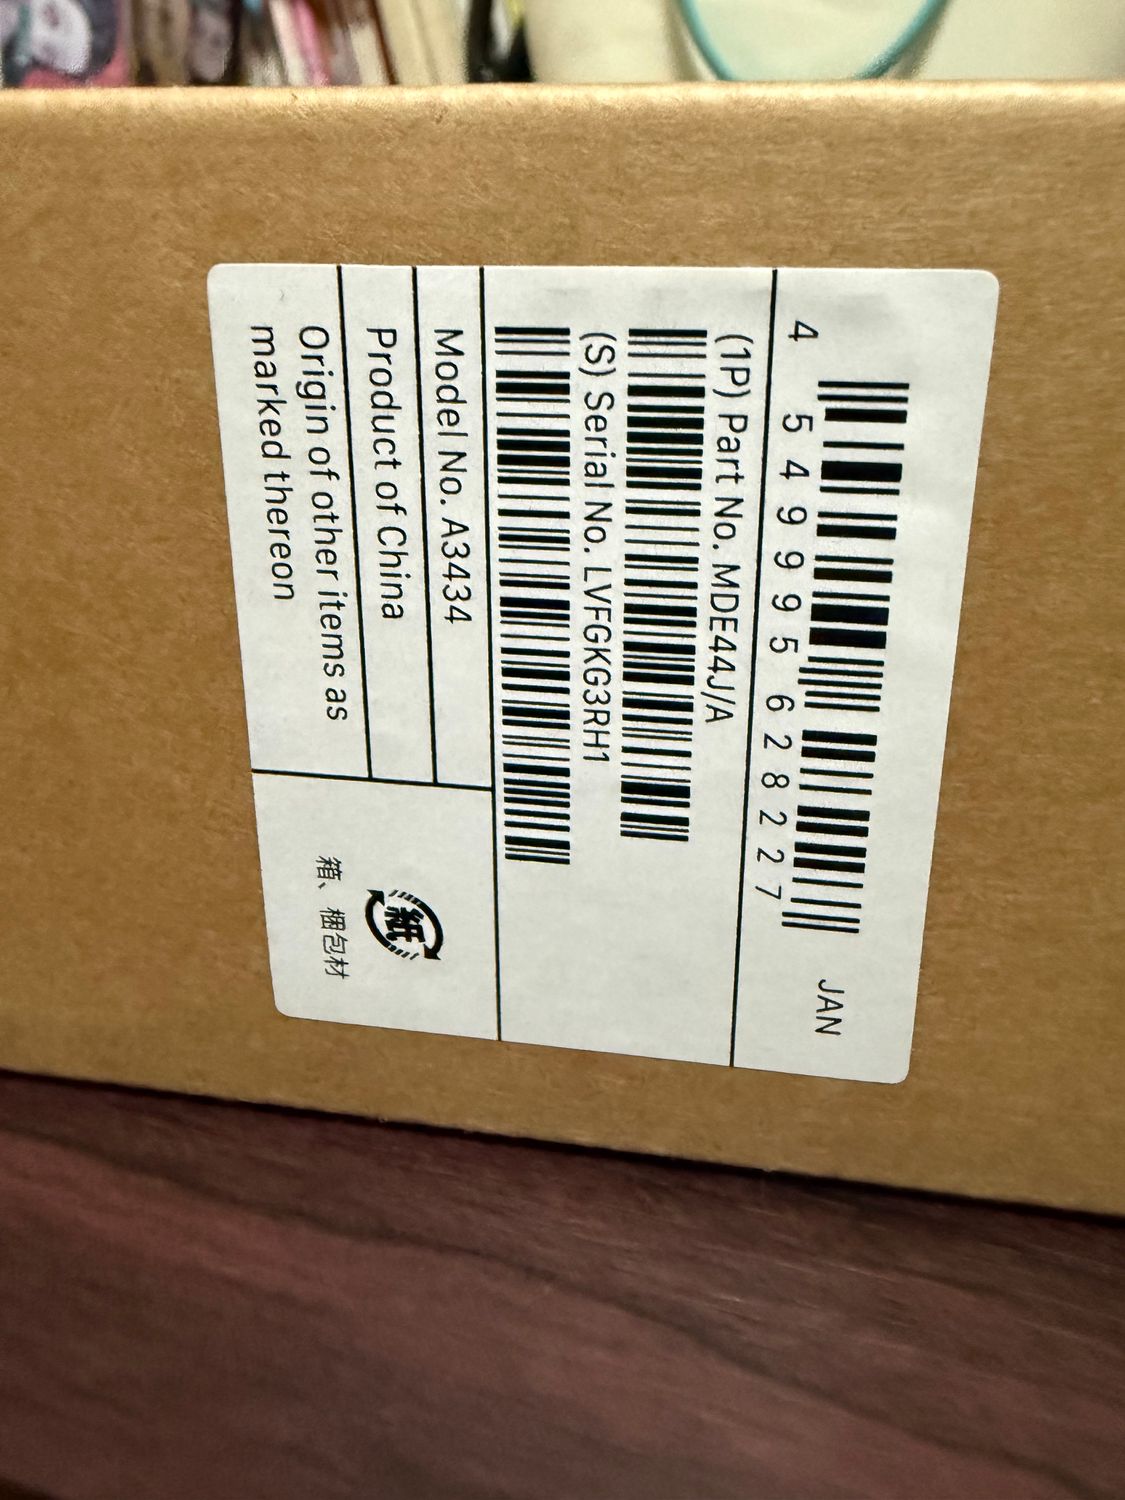 4 549995 628227
JAN
(1P) Part No. MDE44J/A
(S) Serial No. LVFGKG3RH1
Model No. A3434
Product of China
Origin of other items as
marked thereon
紙
箱、梱包材